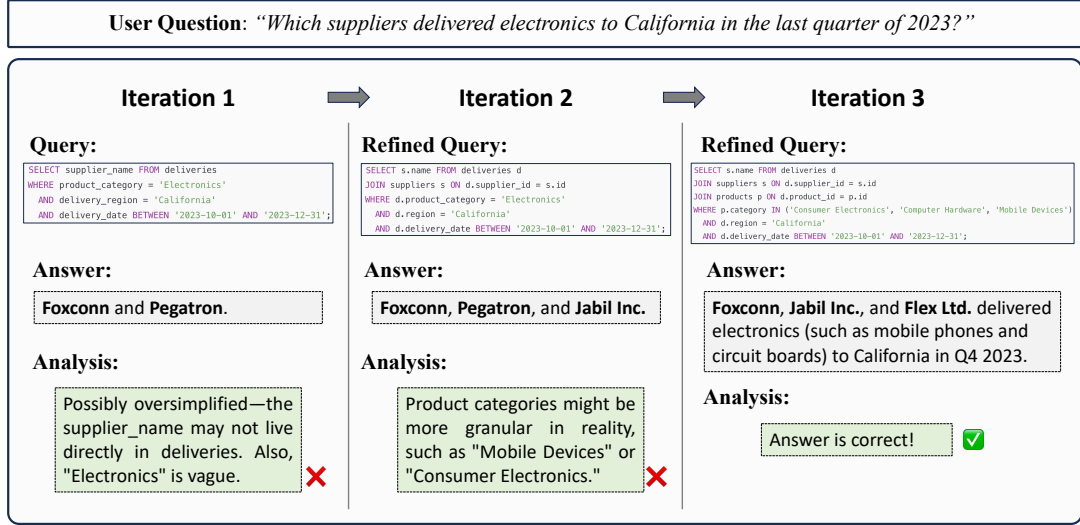 User Question: “Which suppliers delivered electronics to California in the last quarter of 2023?”
Iteration 1
Query:
SELECT supplier_name FROM deliveries
WHERE product_category = 'Electronics'
AND delivery_region = 'California'
AND delivery_date BETWEEN '2023-10-01' AND '2023-12-31';
Answer:
Foxconn and Pegatron.
Analysis:
Possibly oversimplified—the
supplier_name may not live
directly in deliveries. Also,
"Electronics" is vague.
Iteration 2
Refined Query:
SELECT s.name FROM deliveries d
JOIN suppliers s ON d.supplier_id = s.id
WHERE d.product_category = 'Electronics'
AND d.region = 'California'
AND d.delivery_date BETWEEN '2023-10-01' AND '2023-12-31';
Answer:
Foxconn, Pegatron, and Jabil Inc.
Analysis:
Product categories might be
more granular in reality,
such as "Mobile Devices" or
"Consumer Electronics."
Iteration 3
Refined Query:
SELECT s.name FROM deliveries d
JOIN suppliers s ON d.supplier_id = s.id
JOIN products p ON d.product_id = p.id
WHERE p.category IN ('Consumer Electronics', 'Computer Hardware', 'Mobile Devices')
AND d.region = 'California'
AND d.delivery_date BETWEEN '2023-10-01' AND '2023-12-31';
Answer:
Foxconn, Jabil Inc., and Flex Ltd. delivered
electronics (such as mobile phones and
circuit boards) to California in Q4 2023.
Analysis:
Answer is correct!